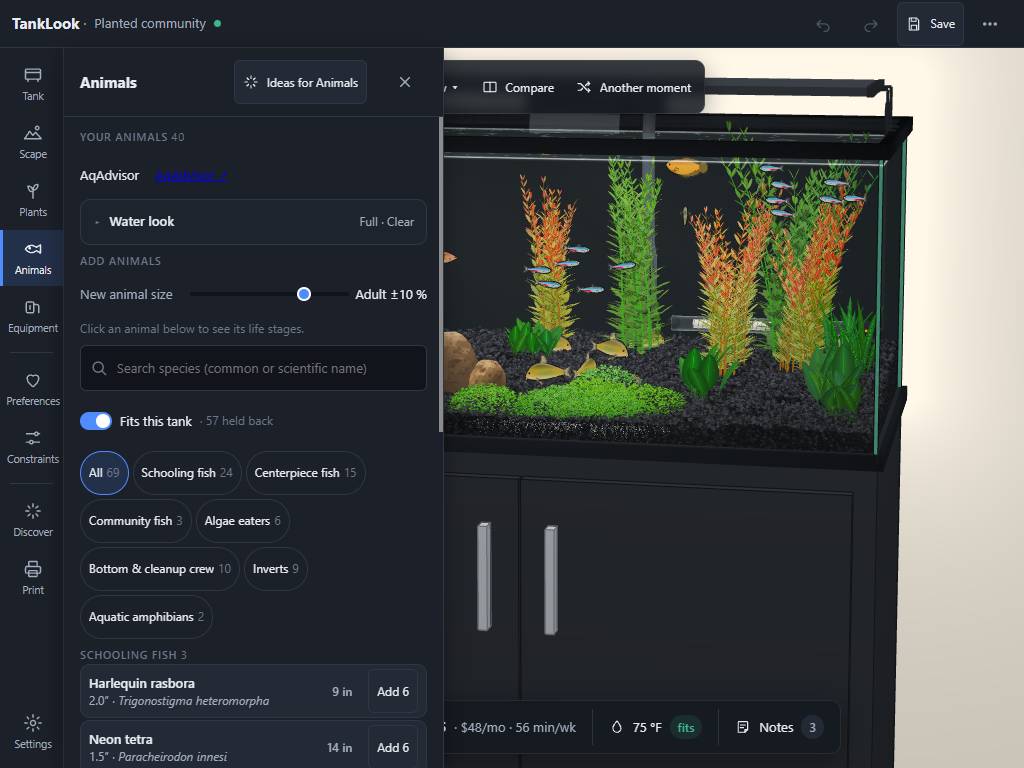 TankLook · Planted community
Save
Tank
Scape
Plants
Animals
Equipment
Preferences
Constraints
Discover
Print
Settings
Animals
Ideas for Animals
YOUR ANIMALS 40
AqAdvisor
Water look
Full · Clear
ADD ANIMALS
New animal size
Adult ±10 %
Click an animal below to see its life stages.
Search species (common or scientific name)
Fits this tank · 57 held back
All 69
Schooling fish 24
Centerpiece fish 15
Community fish 3
Algae eaters 6
Bottom & cleanup crew 10
Inverts 9
Aquatic amphibians 2
SCHOOLING FISH 3
Harlequin rasbora
2.0" · Trigonostigma heteromorpha
9 in
Add 6
Neon tetra
1.5" · Paracheirodon innesi
14 in
Add 6
Compare
Another moment
· $48/mo · 56 min/wk
75 °F
fits
Notes 3